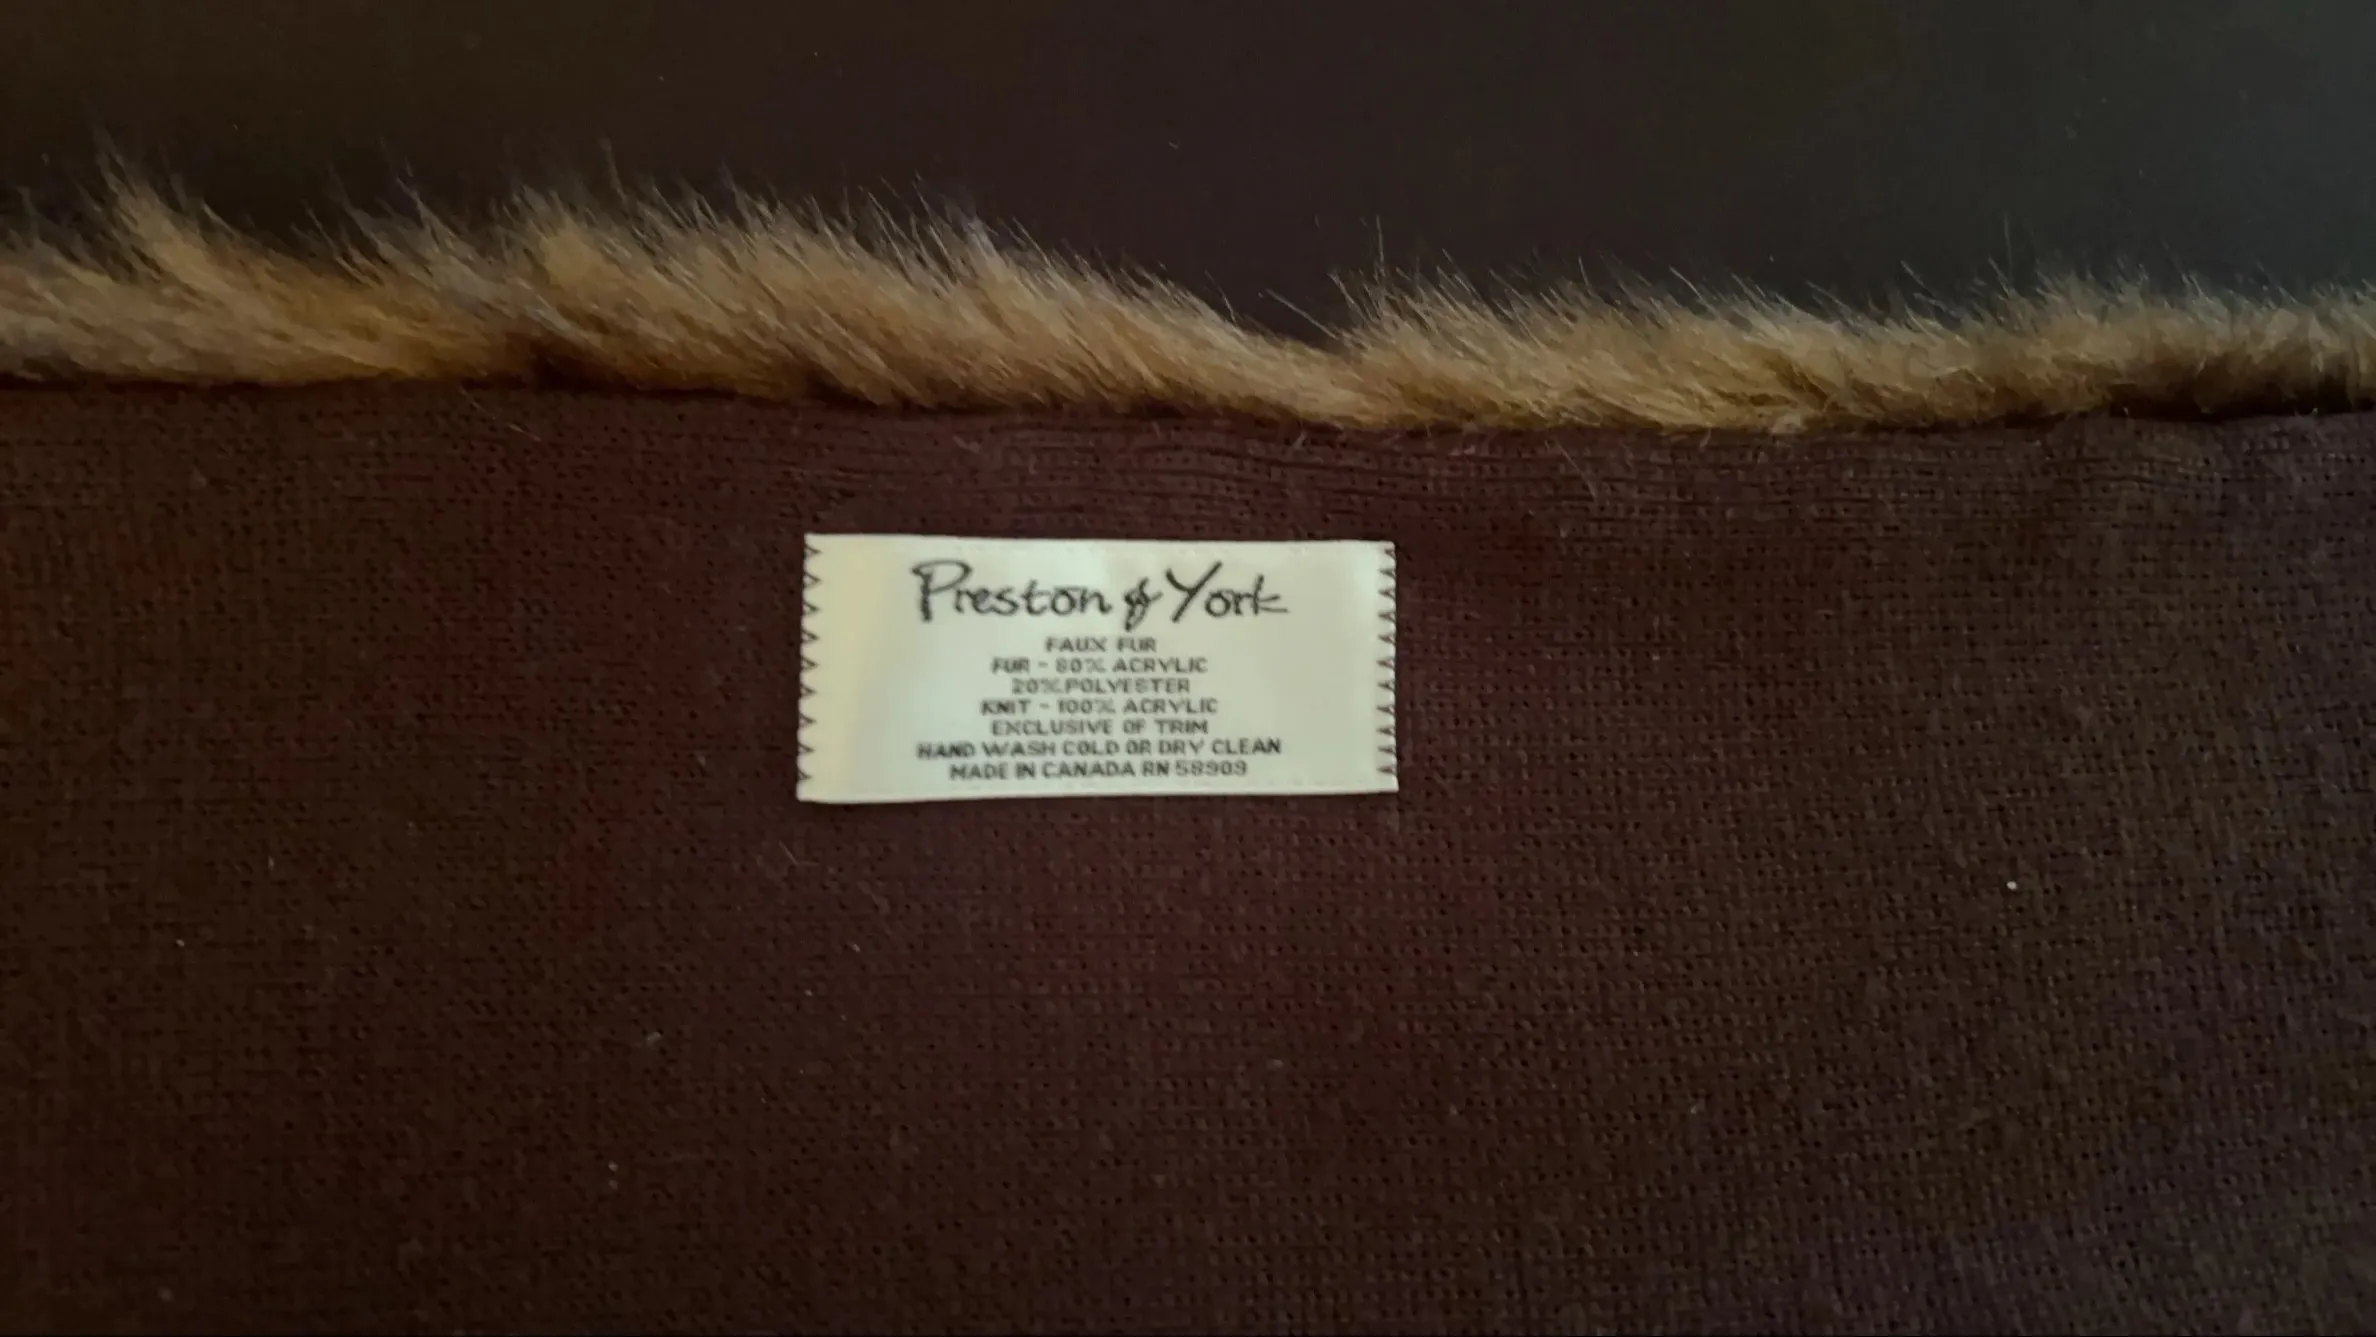 Preston & York
FAUX FUR
FUR - 80% ACRYLIC
20% POLYESTER
KNIT - 100% ACRYLIC
EXCLUSIVE OF TRIM
HAND WASH COLD OR DRY CLEAN
MADE IN CANADA RN 58909